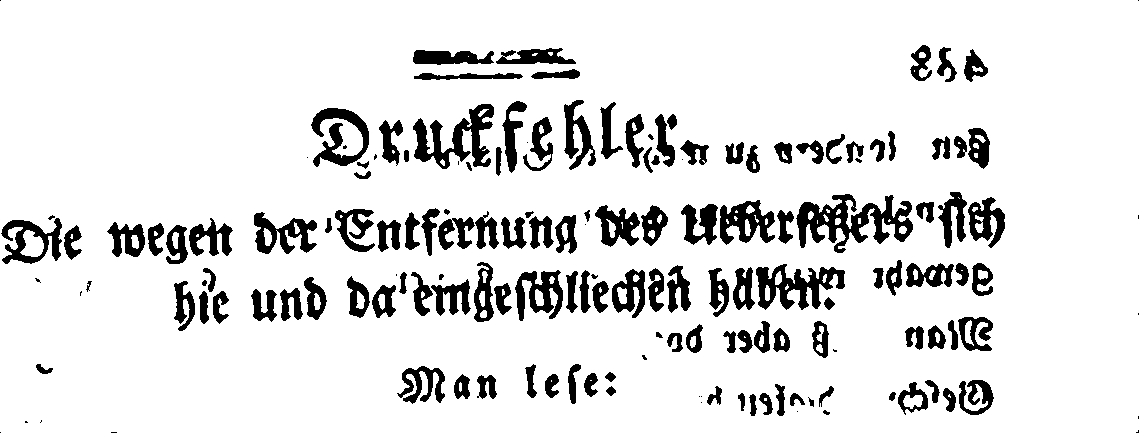 Druckfehler
Die wegen der Entfernung des Uebersetzers sich
hie und da eingeschliechen haben.
Man lese: